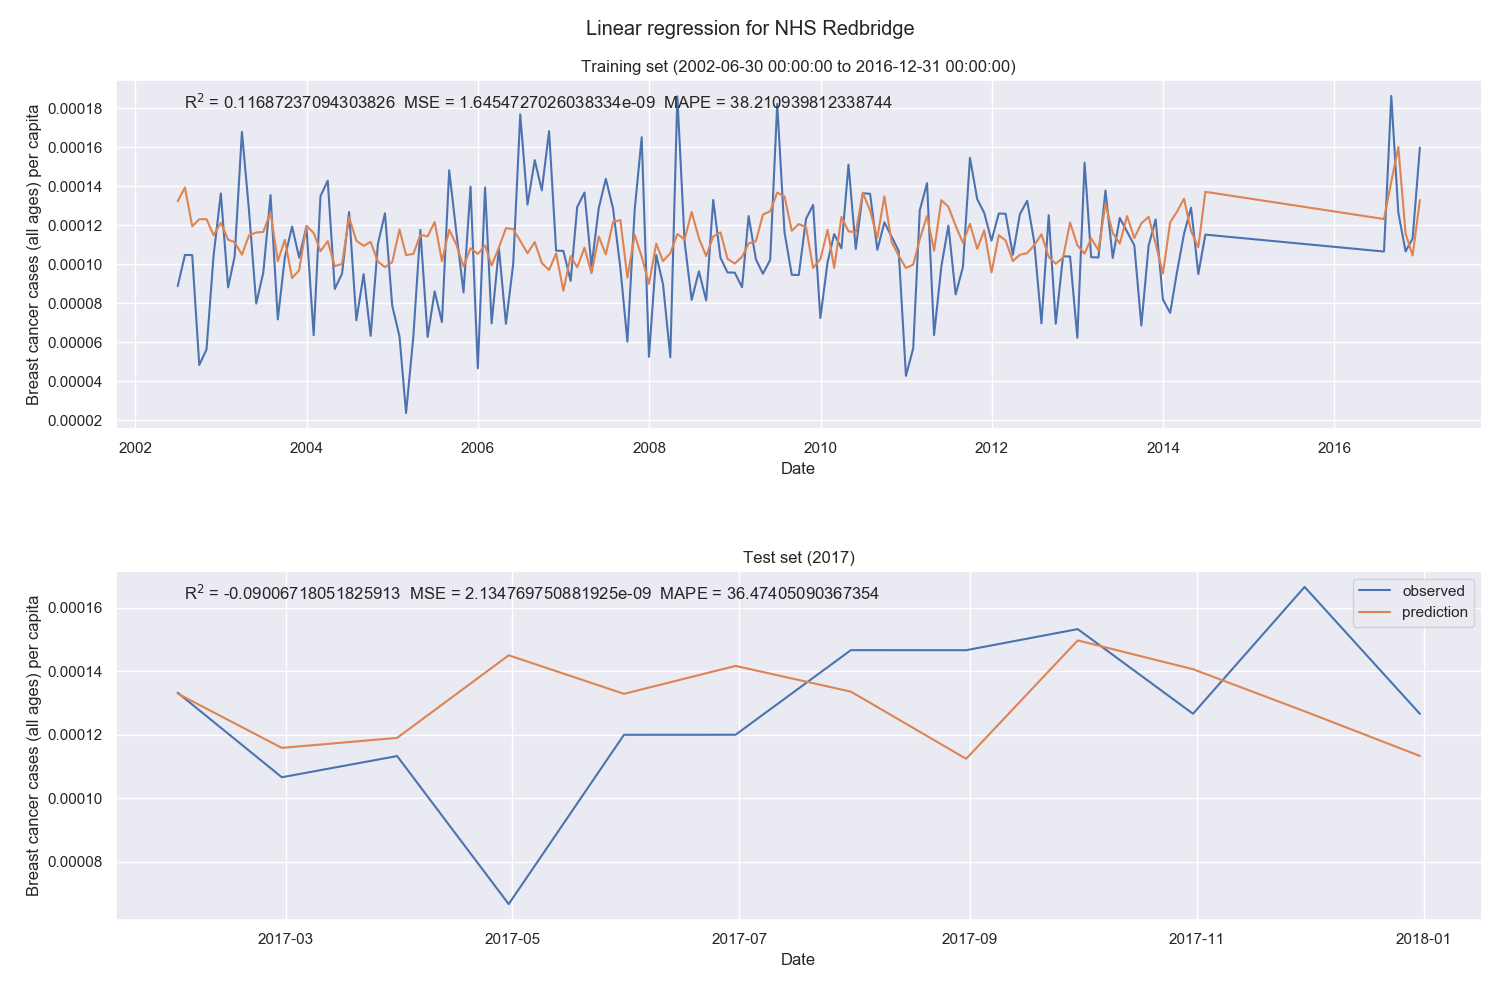 Linear regression for NHS Redbridge
Training set (2002-06-30 00:00:00 to 2016-12-31 00:00:00)
R² = 0.11687237094303826 MSE = 1.6454727026038334e-09 MAPE = 38.210939812338744
Breast cancer cases (all ages) per capita
0.00018
0.00016
0.00014
0.00012
0.00010
0.00008
0.00006
0.00004
0.00002
2002 2004 2006 2008 2010 2012 2014 2016
Date
Test set (2017)
R² = -0.09006718051825913 MSE = 2.134769750881925e-09 MAPE = 36.47405090367354
observed
prediction
Breast cancer cases (all ages) per capita
0.00016
0.00014
0.00012
0.00010
0.00008
2017-03 2017-05 2017-07 2017-09 2017-11 2018-01
Date